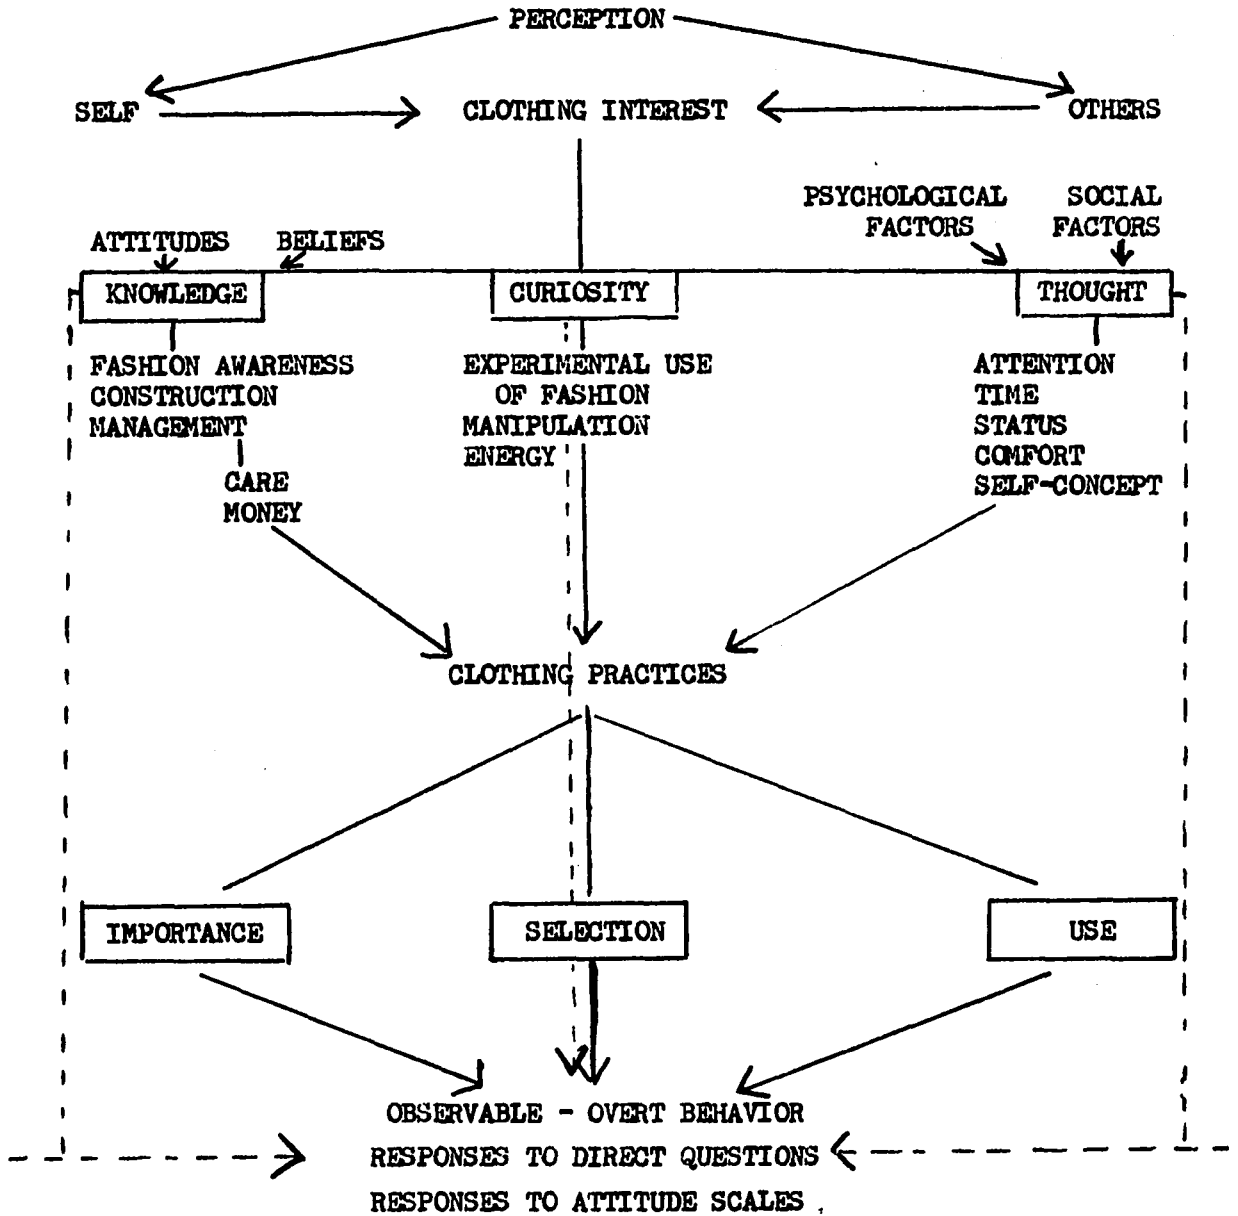 PERCEPTION
SELF CLOTHING INTEREST OTHERS
PSYCHOLOGICAL SOCIAL
FACTORS FACTORS
ATTITUDES BELIEFS
KNOWLEDGE CURIOSITY THOUGHT
FASHION AWARENESS EXPERIMENTAL USE ATTENTION
CONSTRUCTION OF FASHION TIME
MANAGEMENT MANIPULATION STATUS
ENERGY COMFORT
CARE SELF-CONCEPT
MONEY
CLOTHING PRACTICES
IMPORTANCE SELECTION USE
OBSERVABLE - OVERT BEHAVIOR
RESPONSES TO DIRECT QUESTIONS
RESPONSES TO ATTITUDE SCALES